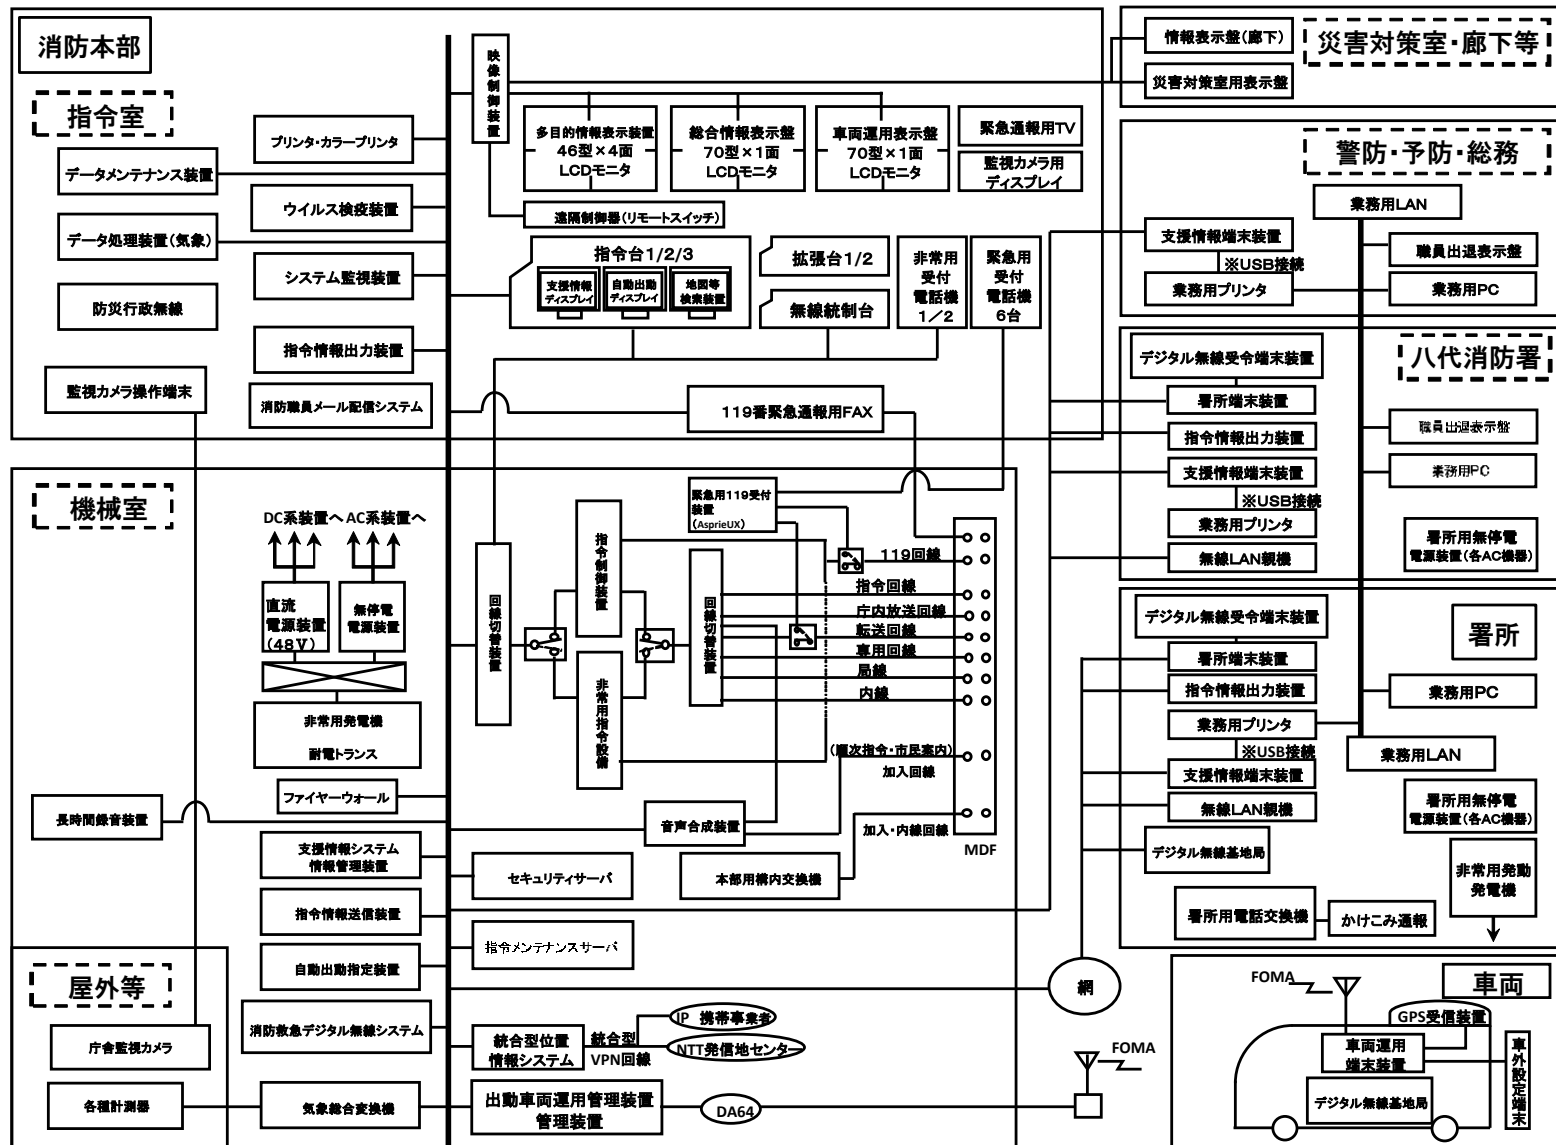 消防本部
指令室
プリンタ・カラープリンタ
データメンテナンス装置
ウイルス検疫装置
データ処理装置(気象)
システム監視装置
防災行政無線
指令情報出力装置
監視カメラ操作端末
消防職員メール配信システム
映像制御装置
多目的情報表示装置
46型×4面
LCDモニタ
総合情報表示盤
70型×1面
LCDモニタ
車両運用表示盤
70型×1面
LCDモニタ
緊急通報用TV
監視カメラ用
ディスプレイ
遠隔制御器(リモートスイッチ)
指令台1/2/3
支援情報
ディスプレイ
自動出動
ディスプレイ
地図等
検索装置
拡張台1/2
無線統制台
非常用
受付
電話機
1/2
緊急用
受付
電話機
6台
119番緊急通報用FAX
災害対策室・廊下等
情報表示盤(廊下)
災害対策室用表示盤
警防・予防・総務
業務用LAN
支援情報端末装置
※USB接続
業務用プリンタ
職員出退表示盤
業務用PC
八代消防署
デジタル無線受令端末装置
署所端末装置
指令情報出力装置
支援情報端末装置
※USB接続
業務用プリンタ
無線LAN親機
職員出退表示盤
業務用PC
署所用無停電
電源装置(各AC機器)
署所
デジタル無線受令端末装置
署所端末装置
指令情報出力装置
業務用プリンタ
※USB接続
支援情報端末装置
無線LAN親機
デジタル無線基地局
業務用PC
業務用LAN
署所用無停電
電源装置(各AC機器)
非常用発動
発電機
署所用電話交換機
かけこみ通報
機械室
DC系装置へ
AC系装置へ
直流
電源装置
(48V)
無停電
電源装置
非常用発電機
耐電トランス
ファイヤーウォール
長時間録音装置
支援情報システム
情報管理装置
指令情報送信装置
自動出動指定装置
消防救急デジタル無線システム
気象総合変換機
回線切替装置
指令制御装置
非常用指令設備
回線切替装置
緊急用119受付
装置
(AsprieUX)
119回線
指令回線
庁内放送回線
転送回線
専用回線
局線
内線
(順次指令・市民案内)
加入回線
加入・内線回線
MDF
音声合成装置
セキュリティサーバ
本部用構内交換機
指令メンテナンスサーバ
統合型位置
情報システム
統合型
VPN回線
IP 携帯事業者
NTT発信地センター
出動車両運用管理装置
管理装置
DA64
網
FOMA
屋外等
庁舎監視カメラ
各種計測器
車両
FOMA
GPS受信装置
車両運用
端末装置
デジタル無線基地局
車外設定端末